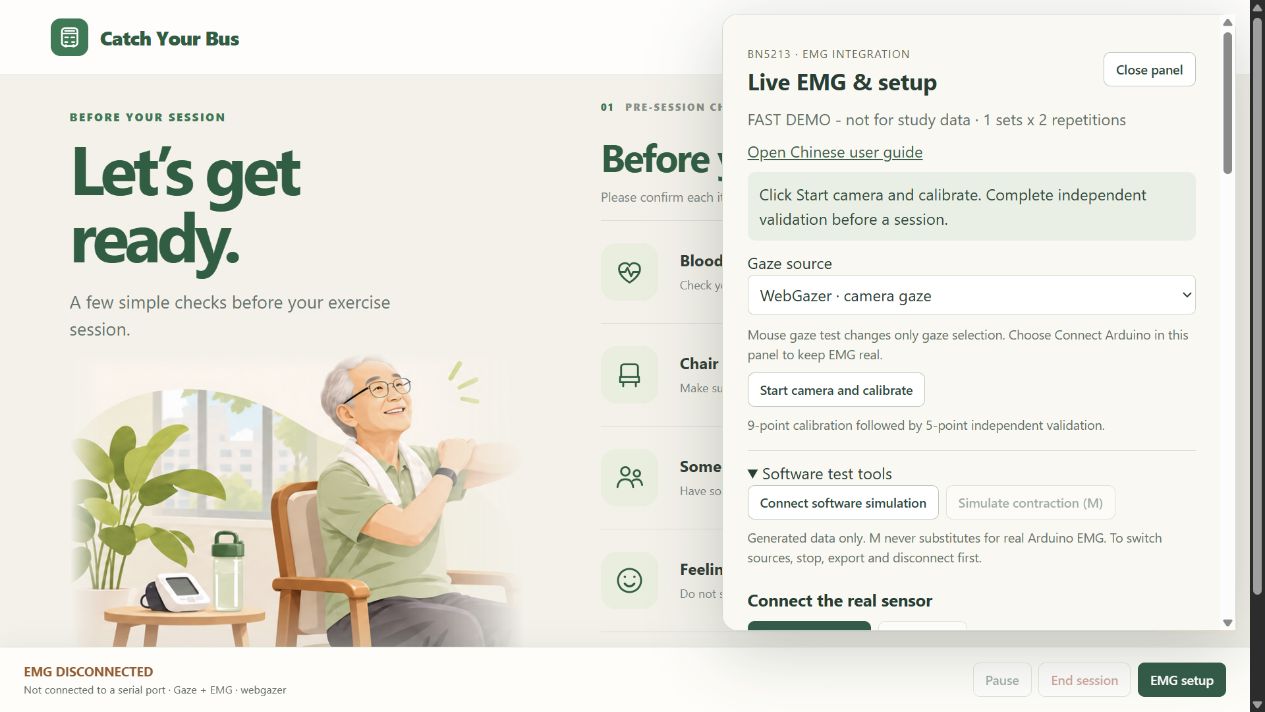 Catch Your Bus
BEFORE YOUR SESSION
Let's get
ready.
A few simple checks before your exercise
session.
01 PRE-SESSION CH
Before y
Please confirm each it
Blood
Check yo
Chair
Make su
Some
Have so
Feelin
Do not s
BN5213 · EMG INTEGRATION
Live EMG & setup
Close panel
FAST DEMO - not for study data · 1 sets x 2 repetitions
Open Chinese user guide
Click Start camera and calibrate. Complete independent
validation before a session.
Gaze source
WebGazer · camera gaze
Mouse gaze test changes only gaze selection. Choose Connect Arduino in this
panel to keep EMG real.
Start camera and calibrate
9-point calibration followed by 5-point independent validation.
▼ Software test tools
Connect software simulation
Simulate contraction (M)
Generated data only. M never substitutes for real Arduino EMG. To switch
sources, stop, export and disconnect first.
Connect the real sensor
EMG DISCONNECTED
Not connected to a serial port · Gaze + EMG · webgazer
Pause
End session
EMG setup